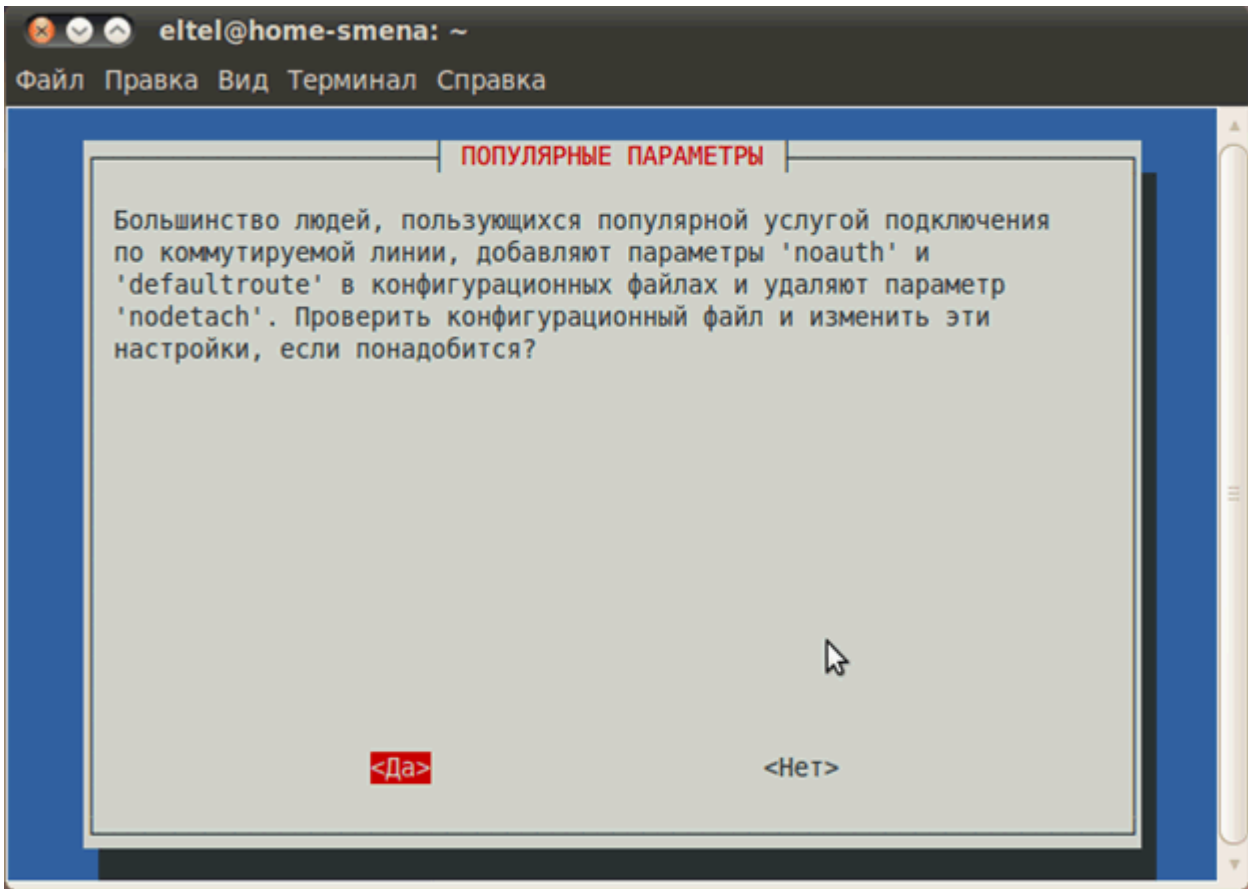 eltel@home-smena: ~
Файл Правка Вид Терминал Справка
ПОПУЛЯРНЫЕ ПАРАМЕТРЫ
Большинство людей, пользующихся популярной услугой подключения
по коммутируемой линии, добавляют параметры 'noauth' и
'defaultroute' в конфигурационных файлах и удаляют параметр
'nodetach'. Проверить конфигурационный файл и изменить эти
настройки, если понадобится?
<Да> <Нет>